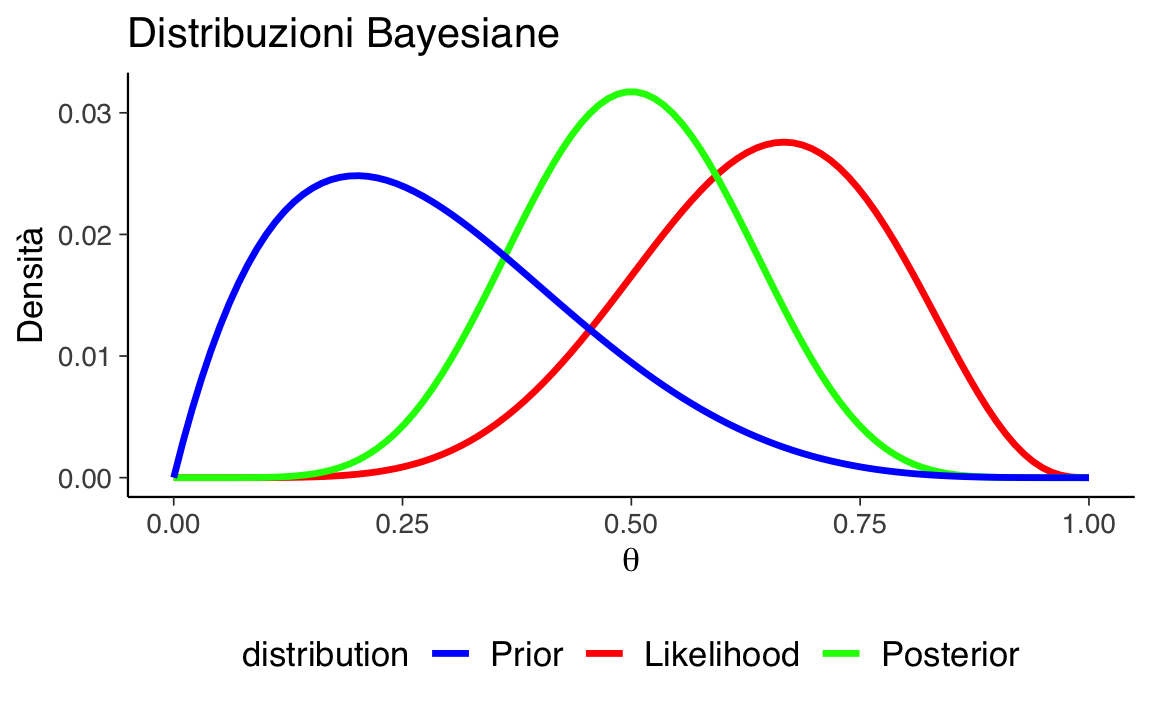 Distribuzioni Bayesiane
Densità
0.03
0.02
0.01
0.00
0.00 0.25 0.50 0.75 1.00
θ
distribution Prior Likelihood Posterior